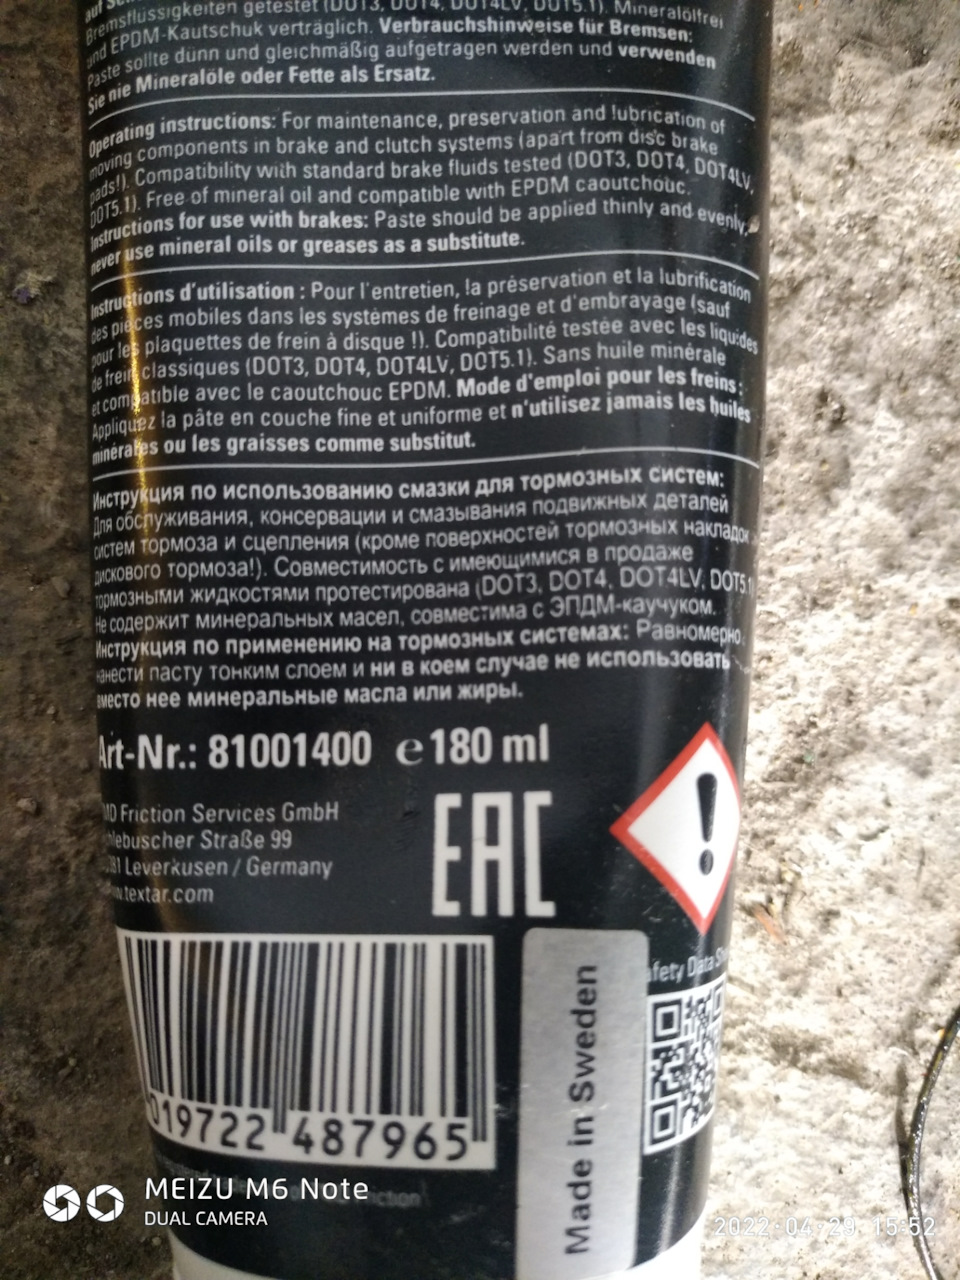 Bremsflüssigkeiten getestet (DOT3, DOT4, DOT4LV, DOT5.1). Mineralölfrei
und EPDM-Kautschuk verträglich. Verbrauchshinweise für Bremsen:
Paste sollte dünn und gleichmäßig aufgetragen werden und verwenden
Sie nie Mineralöle oder Fette als Ersatz.
Operating instructions: For maintenance, preservation and lubrication of
moving components in brake and clutch systems (apart from disc brake
pads!). Compatibility with standard brake fluids tested (DOT3, DOT4, DOT4LV,
DOT5.1). Free of mineral oil and compatible with EPDM caoutchouc.
Instructions for use with brakes: Paste should be applied thinly and evenly,
never use mineral oils or greases as a substitute.
Instructions d'utilisation : Pour l'entretien, la préservation et la lubrification
des pièces mobiles dans les systèmes de freinage et d'embrayage (sauf
pour les plaquettes de frein à disque !). Compatibilité testée avec les liquides
de frein classiques (DOT3, DOT4, DOT4LV, DOT5.1). Sans huile minérale
et compatible avec le caoutchouc EPDM. Mode d'emploi pour les freins :
Appliquez la pâte en couche fine et uniforme et n'utilisez jamais les huiles
minérales ou les graisses comme substitut.
Инструкция по использованию смазки для тормозных систем:
Для обслуживания, консервации и смазывания подвижных деталей
систем тормоза и сцепления (кроме поверхностей тормозных накладок
дискового тормоза!). Совместимость с имеющимися в продаже
тормозными жидкостями протестирована (DOT3, DOT4, DOT4LV, DOT5.1)
Не содержит минеральных масел, совместима с ЭПДМ-каучуком.
Инструкция по применению на тормозных системах: Равномерно
нанести пасту тонким слоем и ни в коем случае не использовать
вместо нее минеральные масла или жиры.
Art-Nr.: 81001400 e 180 ml
Friction Services GmbH
Straße 99
Leverkusen / Germany
.textar.com
EAC
Made in Sweden
Safety Data
019722 487965
MEIZU M6 Note
DUAL CAMERA
2022-04-29 15:52